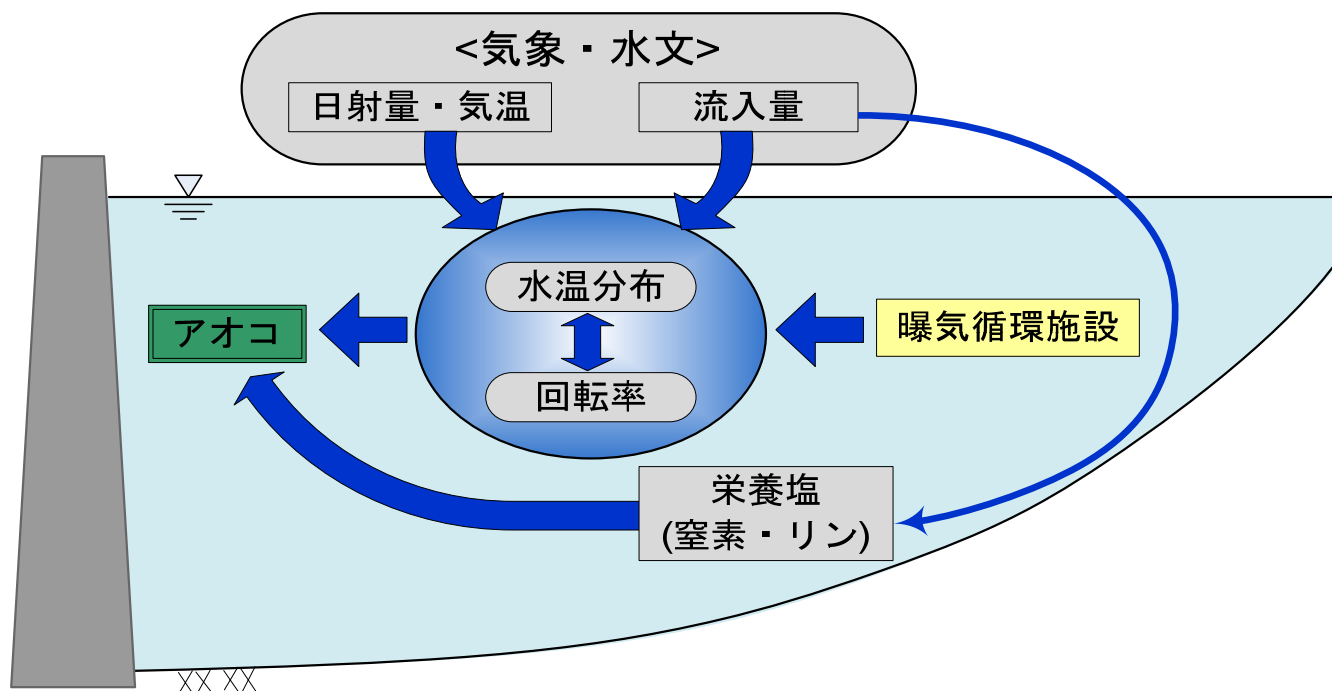 <気象・水文>
日射量・気温
流入量
水温分布
アオコ
曝気循環施設
回転率
栄養塩
(窒素・リン)